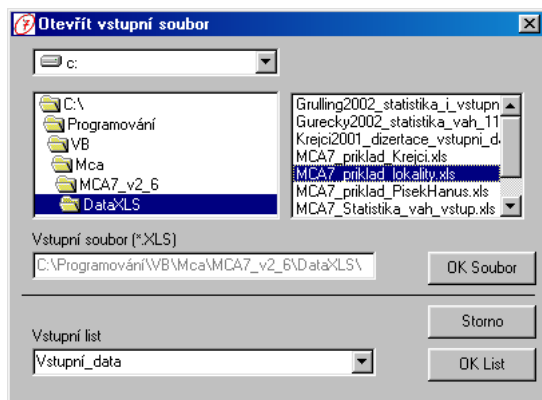 Otevřít vstupní soubor
c:
C:\
Programování
VB
Mca
MCA7_v2_6
DataXLS
Grulling2002_statistika_i_vstupn
Gurecky2002_statistika_vah_11
Krejci2001_dizertace_vstupni_d
MCA7_priklad_Krejci.xls
MCA7_priklad_lokality.xls
MCA7_priklad_PisekHanus.xls
MCA7_Statistika_vah_vstup.xls
Vstupní soubor (*.XLS)
C:\Programování\VB\Mca\MCA7_v2_6\DataXLS\
OK Soubor
Storno
Vstupní list
Vstupní_data
OK List